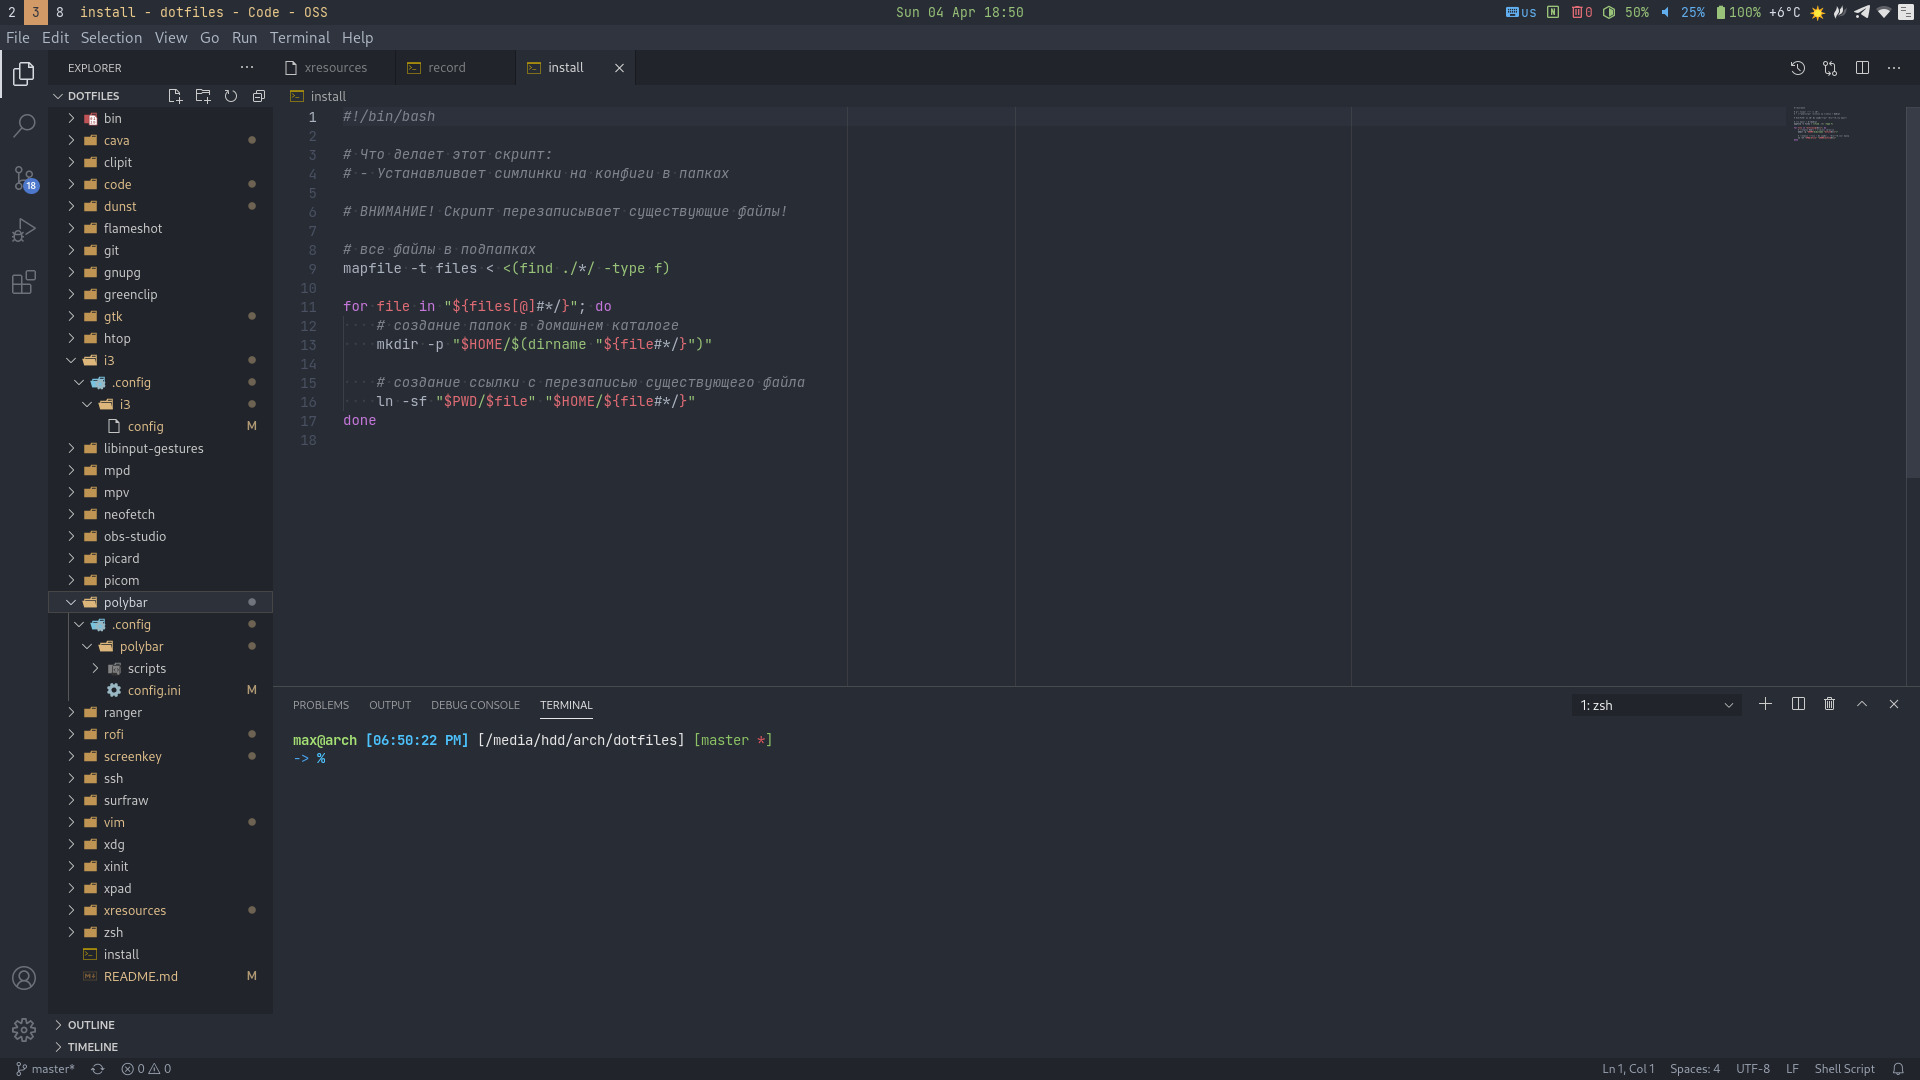 2 3 8 install - dotfiles - Code - OSS
Sun 04 Apr 18:50
us N 0 50% 25% 100% +6°C
File Edit Selection View Go Run Terminal Help
EXPLORER
DOTFILES
18
bin
cava
clipit
code
dunst
flameshot
git
gnupg
greenclip
gtk
htop
i3
.config
i3
config M
libinput-gestures
mpd
mpv
neofetch
obs-studio
picard
picom
polybar
.config
polybar
scripts
config.ini M
ranger
rofi
screenkey
ssh
surfraw
vim
xdg
xinit
xpad
xresources
zsh
install
README.md M
OUTLINE
TIMELINE
xresources record install
install
1 #!/bin/bash
2
3 # Что делает этот скрипт:
4 # - Устанавливает симлинки на конфиги в папках
5
6 # ВНИМАНИЕ! Скрипт перезаписывает существующие файлы!
7
8 # все файлы в подпапках
9 mapfile -t files < <(find ./*/ -type f)
10
11 for file in "${files[@]#*/}"; do
12 # создание папок в домашнем каталоге
13 mkdir -p "$HOME/$(dirname "${file#*/}")"
14
15 # создание ссылки с перезаписью существующего файла
16 ln -sf "$PWD/$file" "$HOME/${file#*/}"
17 done
18
PROBLEMS OUTPUT DEBUG CONSOLE TERMINAL
1: zsh
max@arch [06:50:22 PM] [/media/hdd/arch/dotfiles] [master *]
-> %
master* 0 0
Ln 1, Col 1 Spaces: 4 UTF-8 LF Shell Script